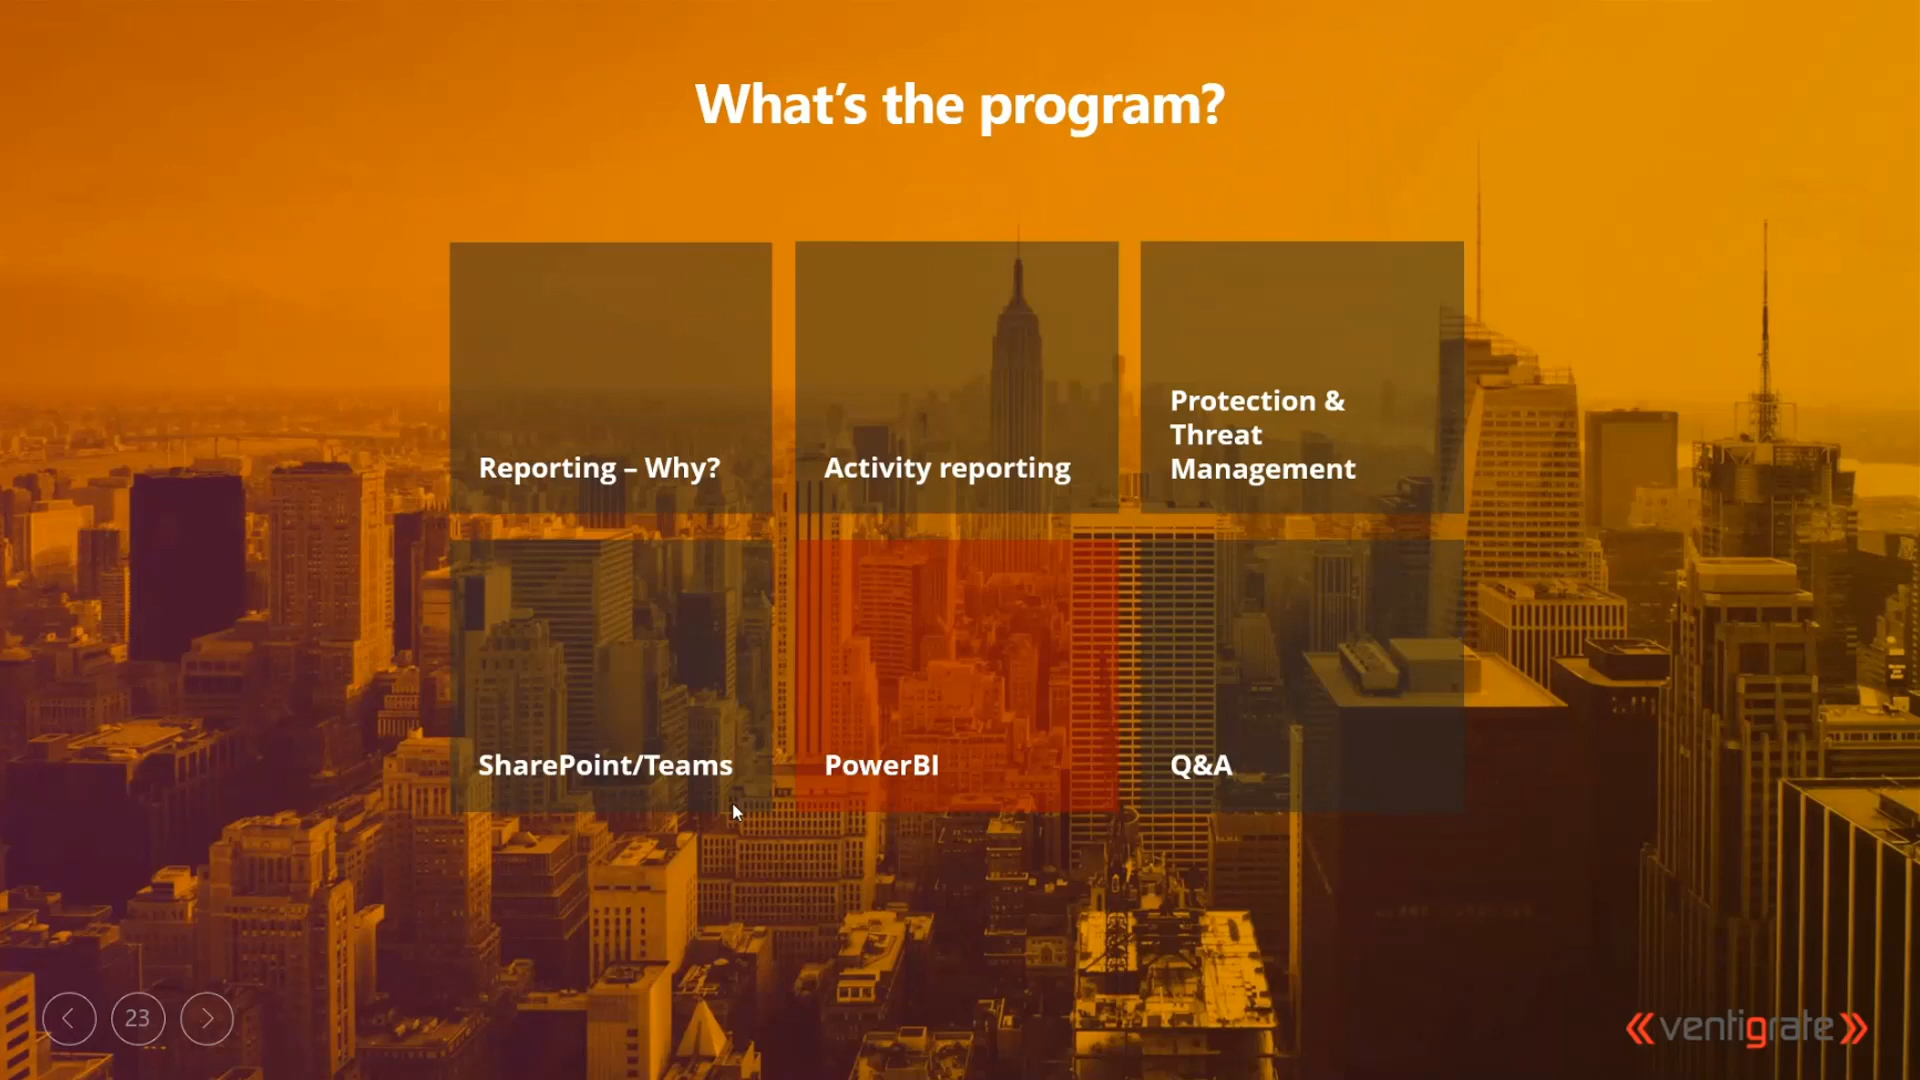 What's the program?
Reporting – Why?
Activity reporting
Protection &
Threat
Management
SharePoint/Teams
PowerBI
Q&A
23
ventigrate